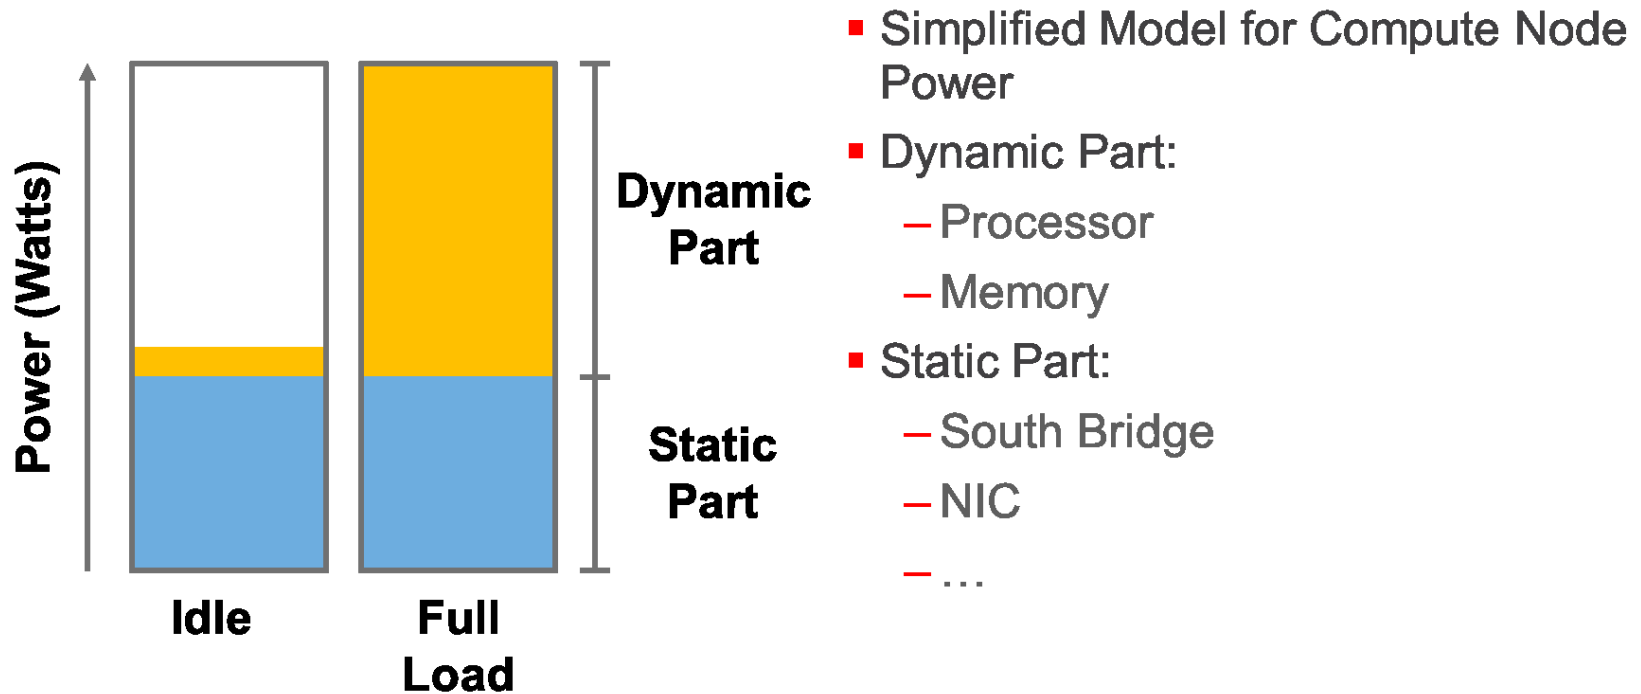 Power (Watts)
Idle
Full
Load
Dynamic
Part
Static
Part
▪ Simplified Model for Compute Node
Power
▪ Dynamic Part:
– Processor
– Memory
▪ Static Part:
– South Bridge
– NIC
– ...